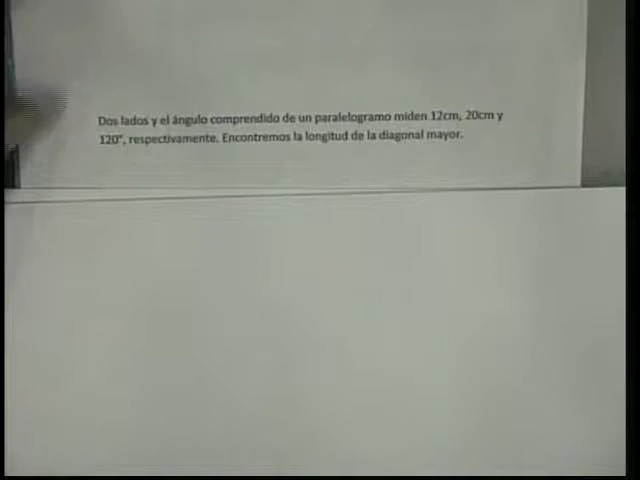 Dos lados y el ángulo comprendido de un paralelogramo miden 12cm, 20cm y
120°, respectivamente. Encontremos la longitud de la diagonal mayor.